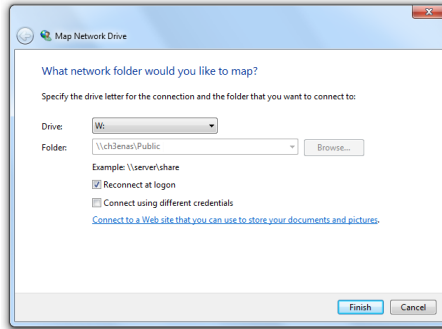 Map Network Drive
What network folder would you like to map?
Specify the drive letter for the connection and the folder that you want to connect to:
Drive: W:
Folder: \\ch3enas\Public Browse...
Example: \\server\share
Reconnect at logon
Connect using different credentials
Connect to a Web site that you can use to store your documents and pictures.
Finish Cancel